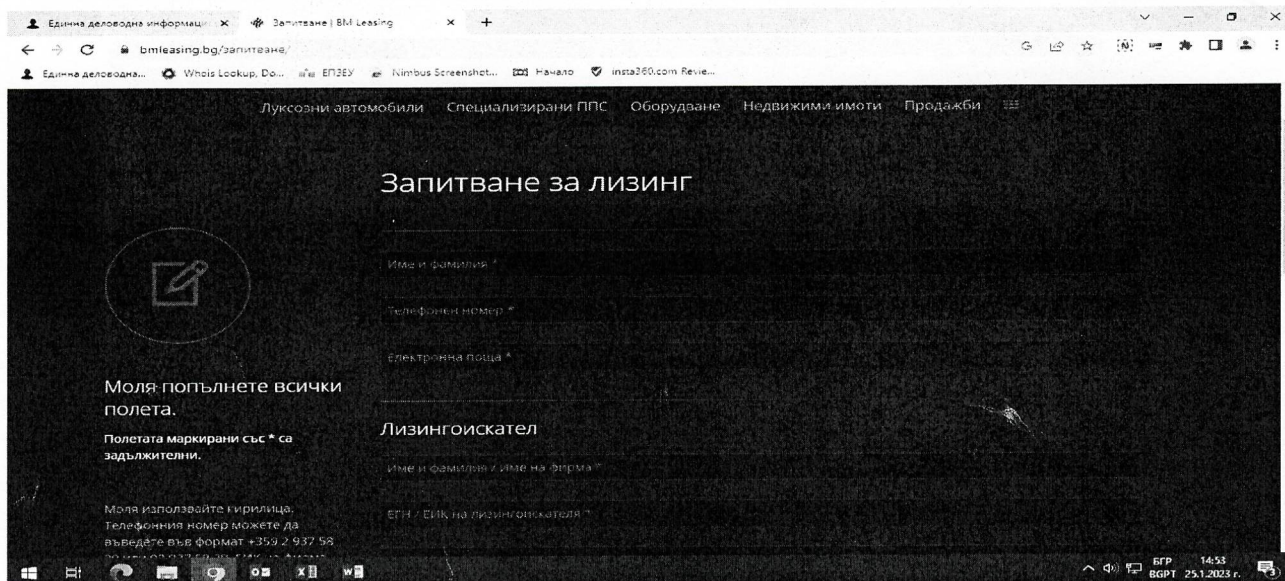 Единна деловодна информаци
Запитване | BM Leasing
bmleasing.bg/запитване/
Единна деловодна...
Whois Lookup, Do...
ЕПЗЕУ
Nimbus Screenshot...
Начало
insta360.com Revie...
Луксозни автомобили Специализирани ППС Оборудване Недвижими имоти Продажби
Запитване за лизинг
Име и фамилия *
Телефонен номер *
Електронна поща *
Моля попълнете всички
полета.
Полетата маркирани със * са
задължителни.
Лизингоискател
Име и фамилия / Име на фирма *
ЕГН / ЕИК на лизингоискателя *
Моля използвайте кирилица.
Телефонния номер можете да
въведете във формат +359 2 937 58
БГР
BGPT
14:53
25.1.2023 г.